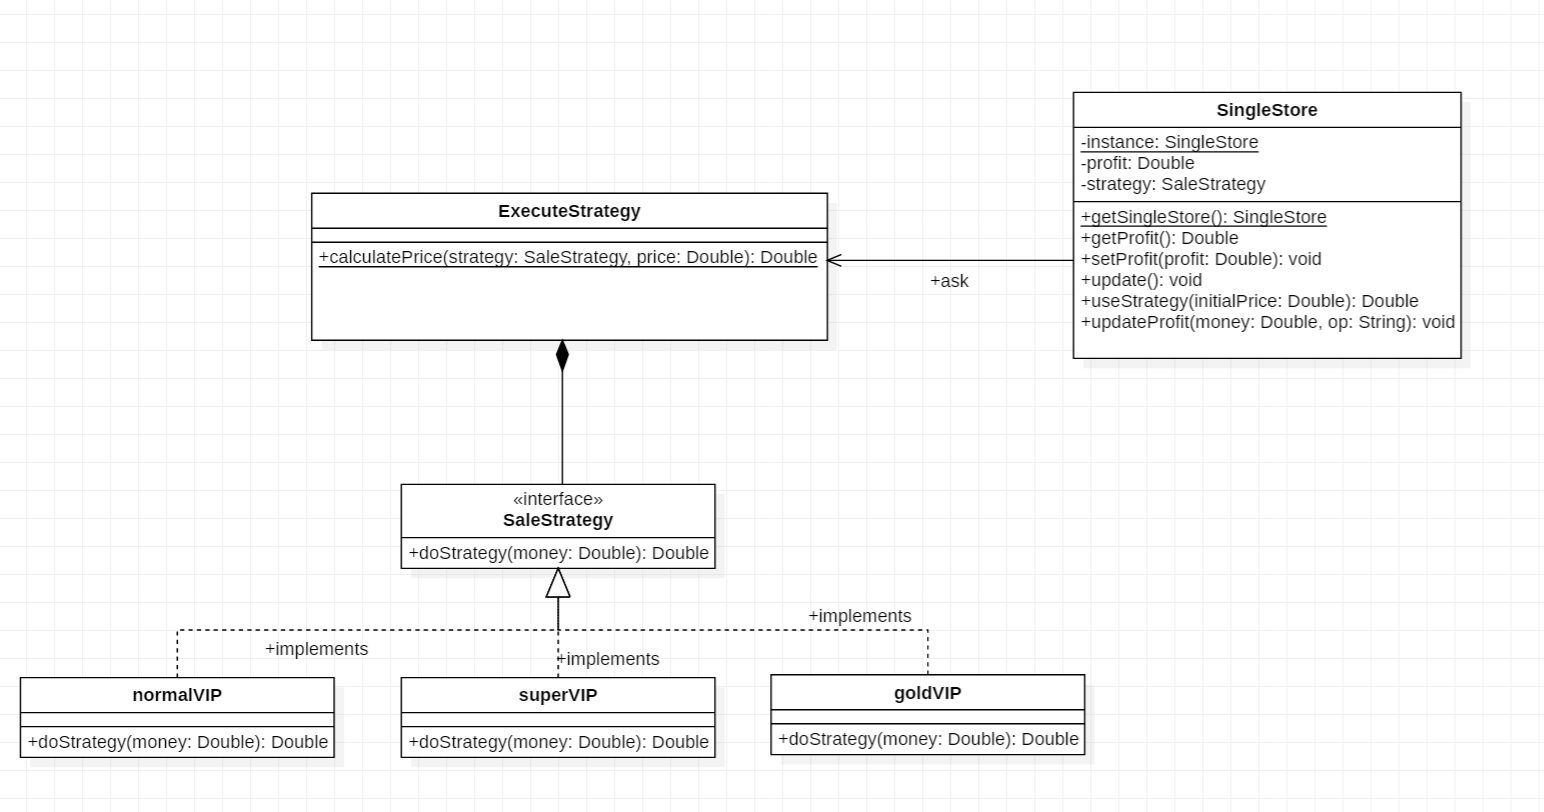 SingleStore
-instance: SingleStore
-profit: Double
-strategy: SaleStrategy
+getSingleStore(): SingleStore
+getProfit(): Double
+setProfit(profit: Double): void
+update(): void
+useStrategy(initialPrice: Double): Double
+updateProfit(money: Double, op: String): void
ExecuteStrategy
+calculatePrice(strategy: SaleStrategy, price: Double): Double
+ask
«interface»
SaleStrategy
+doStrategy(money: Double): Double
+implements
+implements
+implements
normalVIP
+doStrategy(money: Double): Double
superVIP
+doStrategy(money: Double): Double
goldVIP
+doStrategy(money: Double): Double